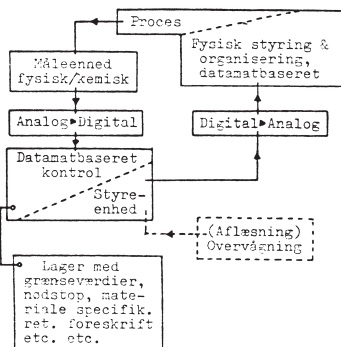 Proces
Fysisk styring &
organisering,
datamatbaseret
Måleenned
fysisk/kemisk
Analog▸Digital
Digital▸Analog
Datamatbaseret
kontrol
Styre-
enhed
(Aflæsning)
Overvågning
Lager med
grænseværdier,
nødstop, mate-
riale specifik.
ret. foreskrift
etc. etc.